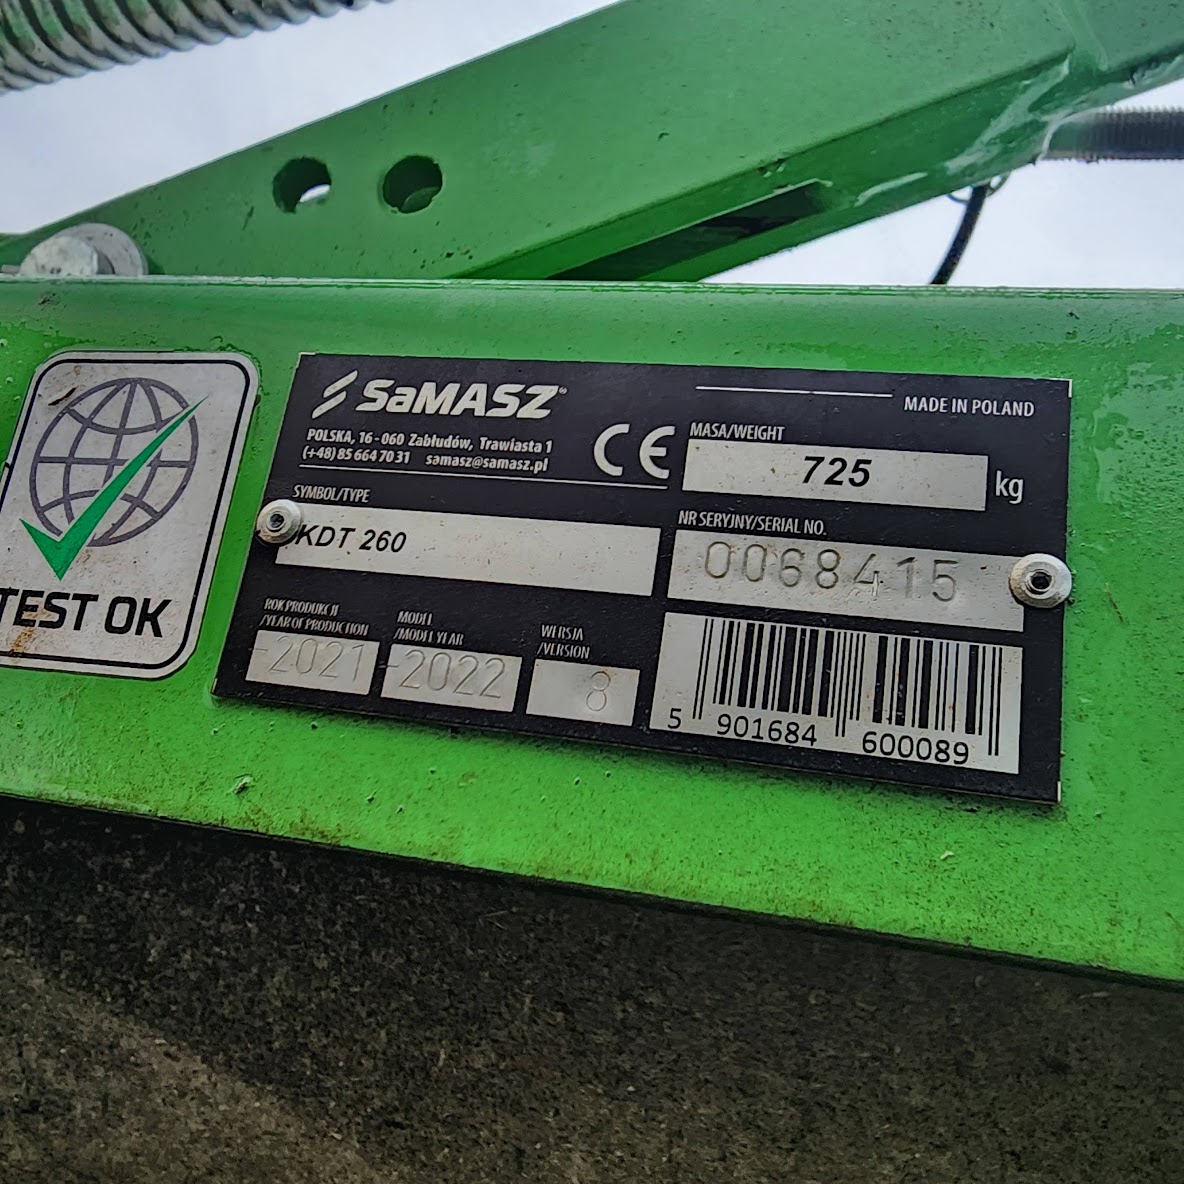 SaMASZ
MADE IN POLAND
POLSKA, 16-060 Zabłudów, Trawiasta 1
(+48) 85 664 70 31 samasz@samasz.pl
CE
MASA/WEIGHT
725 kg
SYMBOL/TYPE
KDT 260
NR SERYJNY/SERIAL NO.
0068415
ROK PRODUKCJI
/YEAR OF PRODUCTION
-2021
MODEL
/MODEL YEAR
-2022
WERSJA
/VERSION
8
5 901684 600089
TEST OK